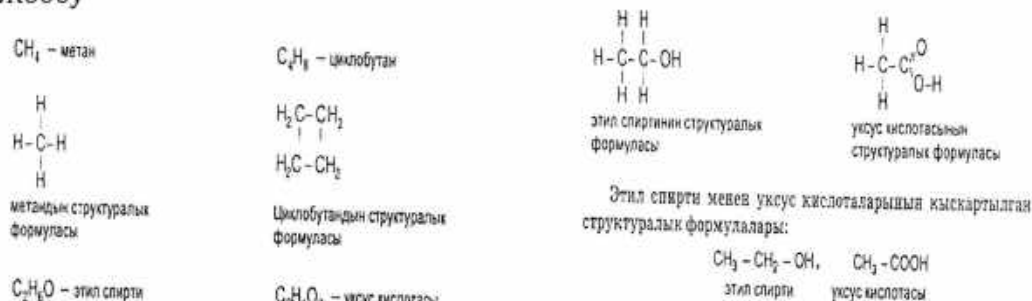 CH₄ – метан
H
H–C–H
H
метандын структуралык
формуласы
C₂H₆O – этил спирти
C₄H₈ – циклобутан
H₂C–CH₂
H₂C–CH₂
Циклобутандын структуралык
формуласы
– уксус кислотасы
H H
H–C–C–OH
H H
этил спиртинин структуралык
формуласы
H
H–C–C
O
O–H
H
уксус кислотасынын
структуралык формуласы
Этил спирти менен уксус кислоталарынын кыскартылган
структуралык формулалары:
CH₃ – CH₂ – OH, CH₃ – COOH
этил спирти уксус кислотасы